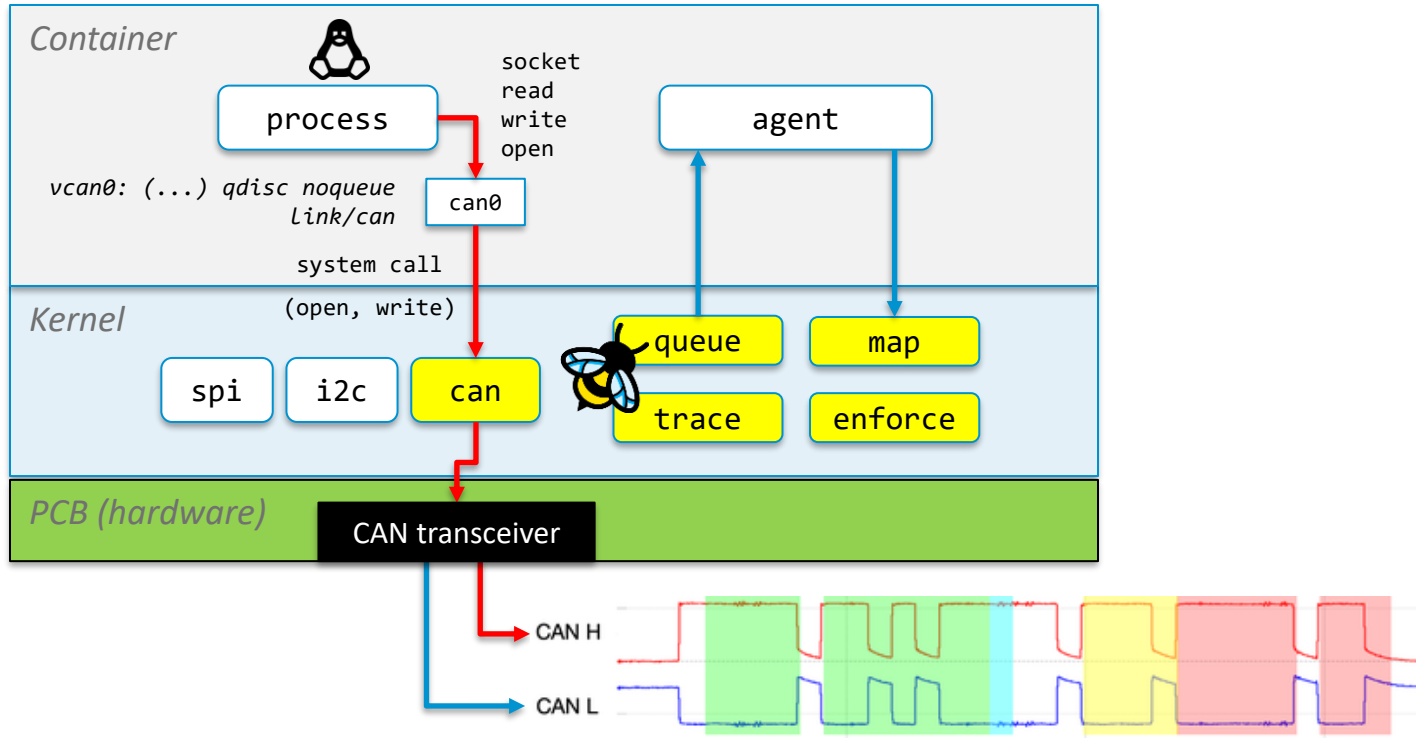 Container
socket
read
write
open
process
agent
vcan0: (...) qdisc noqueue
link/can
can0
system call
(open, write)
Kernel
queue
map
spi
i2c
can
trace
enforce
PCB (hardware)
CAN transceiver
CAN H
CAN L